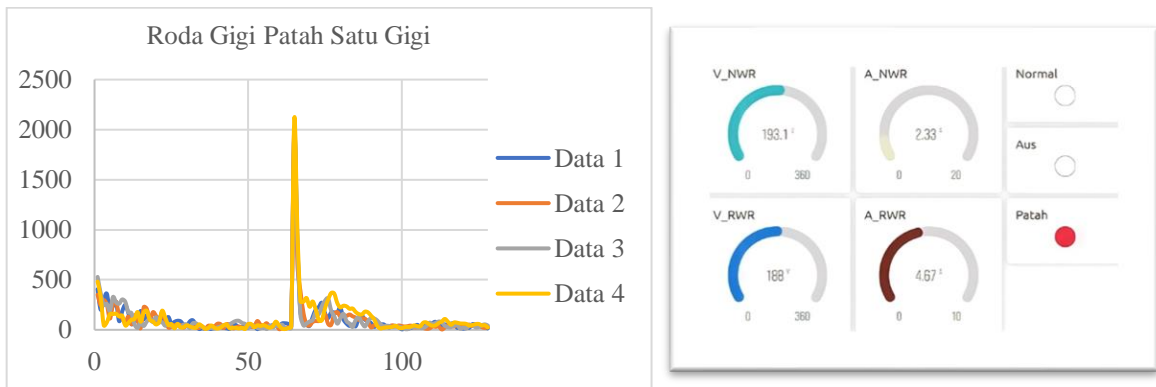 Roda Gigi Patah Satu Gigi
2500
2000
1500
1000
500
0
0 50 100
Data 1
Data 2
Data 3
Data 4
V_NWR
193.1
0 360
A_NWR
2.33
0 20
Normal
Aus
V_RWR
188 V
0 360
A_RWR
4.67
0 10
Patah